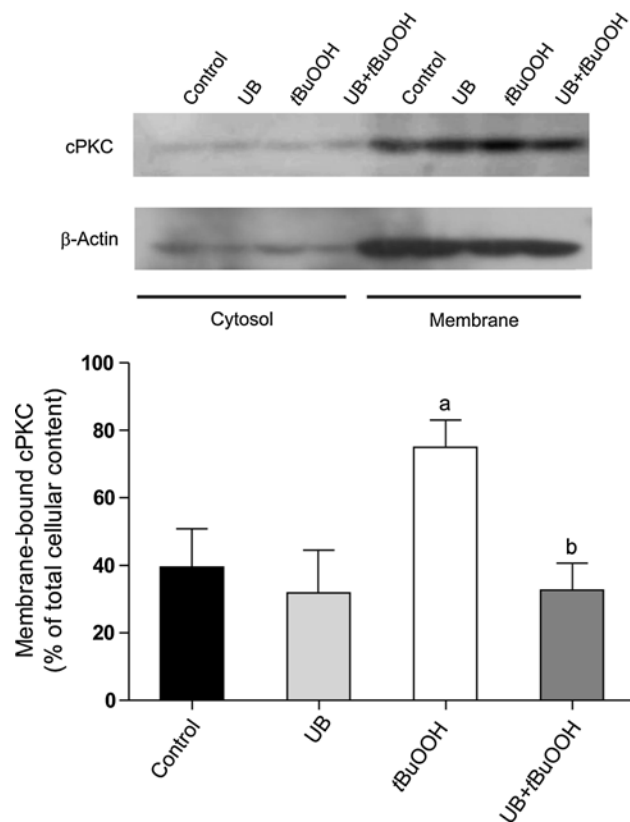 Control UB tBuOOH UB+tBuOOH Control UB tBuOOH UB+tBuOOH
cPKC
β-Actin
Cytosol Membrane
Membrane-bound cPKC
(% of total cellular content)
100
80
60
40
20
0
a
b
Control UB tBuOOH UB+tBuOOH